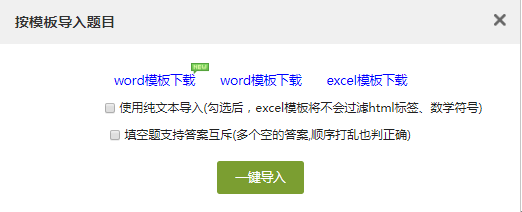 按模板导入题目
NEW
word模板下载 word模板下载 excel模板下载
使用纯文本导入(勾选后，excel模板将不会过滤html标签、数学符号)
填空题支持答案互斥(多个空的答案,顺序打乱也判正确)
一键导入